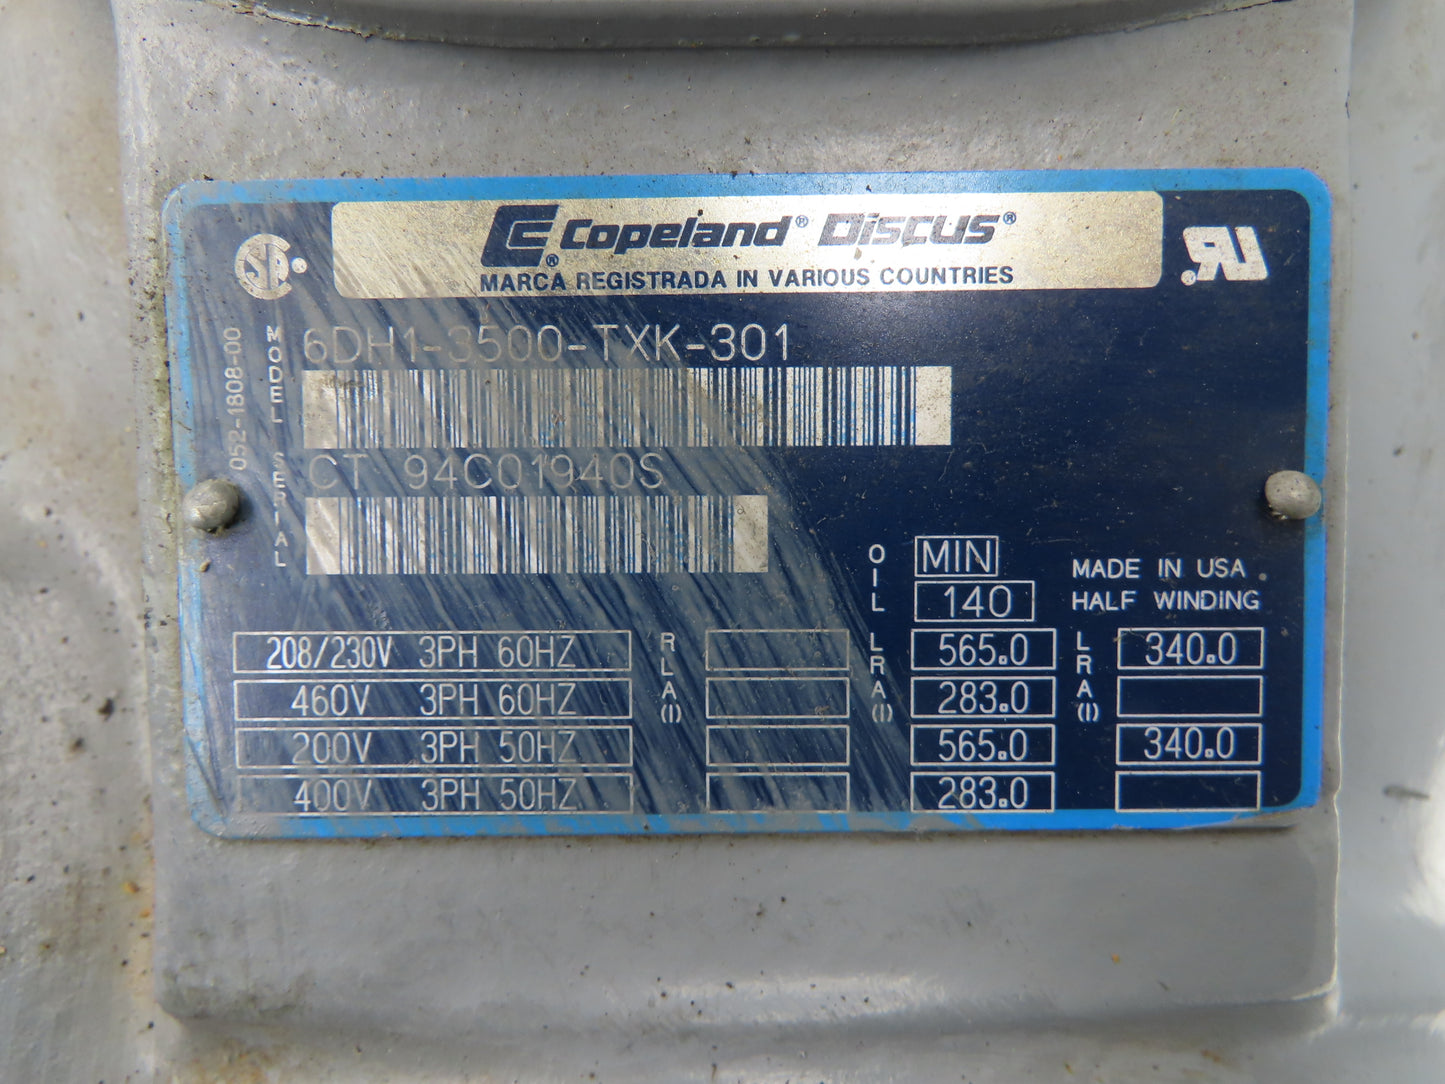 Copeland® Discus®
MARCA REGISTRADA IN VARIOUS COUNTRIES
052-1808-00
MODEL 6DH1-3500-TXK-301
SERIAL CT 94C01940S
OIL MIN
140
MADE IN USA.
HALF WINDING
RLA(I) LRA(I) LRA(I)
208/230V 3PH 60HZ 565.0 340.0
460V 3PH 60HZ 283.0
200V 3PH 50HZ 565.0 340.0
400V 3PH 50HZ 283.0